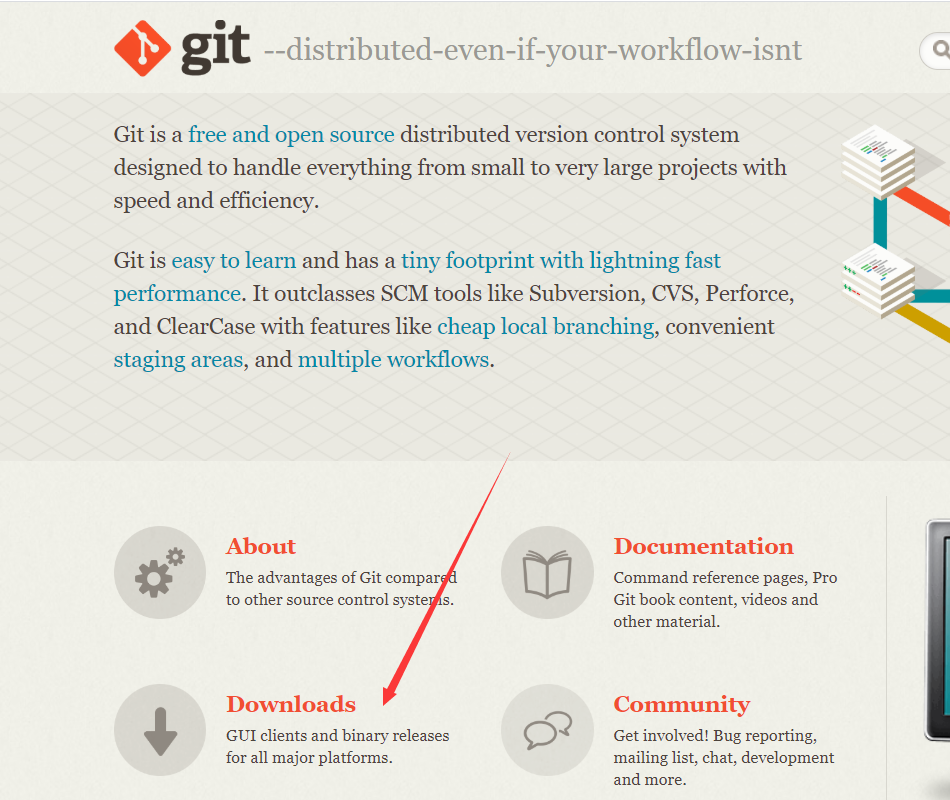 git --distributed-even-if-your-workflow-isnt
Git is a free and open source distributed version control system
designed to handle everything from small to very large projects with
speed and efficiency.
Git is easy to learn and has a tiny footprint with lightning fast
performance. It outclasses SCM tools like Subversion, CVS, Perforce,
and ClearCase with features like cheap local branching, convenient
staging areas, and multiple workflows.
About
The advantages of Git compared
to other source control systems.
Documentation
Command reference pages, Pro
Git book content, videos and
other material.
Downloads
GUI clients and binary releases
for all major platforms.
Community
Get involved! Bug reporting,
mailing list, chat, development
and more.